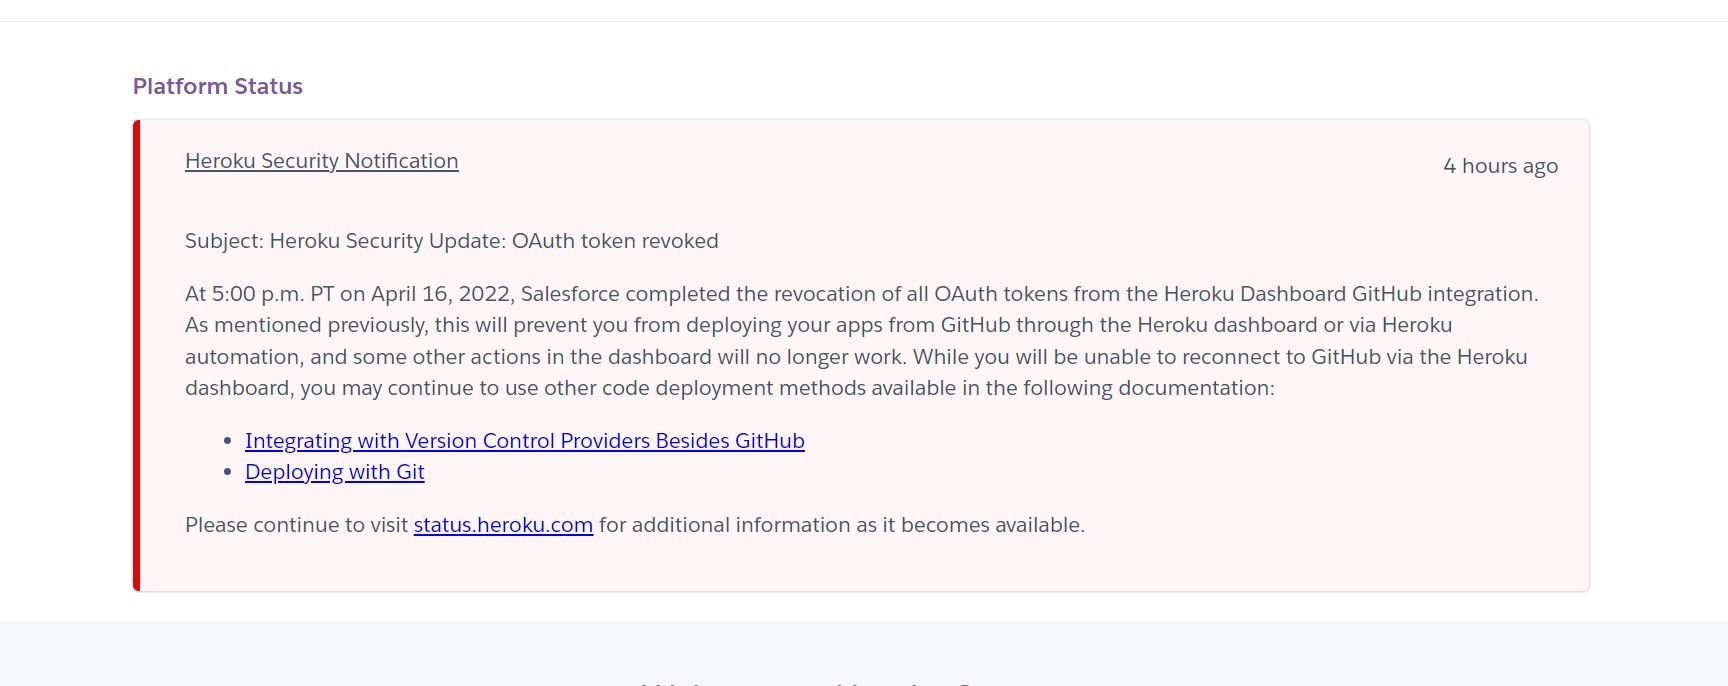 Platform Status
Heroku Security Notification
4 hours ago
Subject: Heroku Security Update: OAuth token revoked
At 5:00 p.m. PT on April 16, 2022, Salesforce completed the revocation of all OAuth tokens from the Heroku Dashboard GitHub integration.
As mentioned previously, this will prevent you from deploying your apps from GitHub through the Heroku dashboard or via Heroku
automation, and some other actions in the dashboard will no longer work. While you will be unable to reconnect to GitHub via the Heroku
dashboard, you may continue to use other code deployment methods available in the following documentation:
• Integrating with Version Control Providers Besides GitHub
• Deploying with Git
Please continue to visit status.heroku.com for additional information as it becomes available.